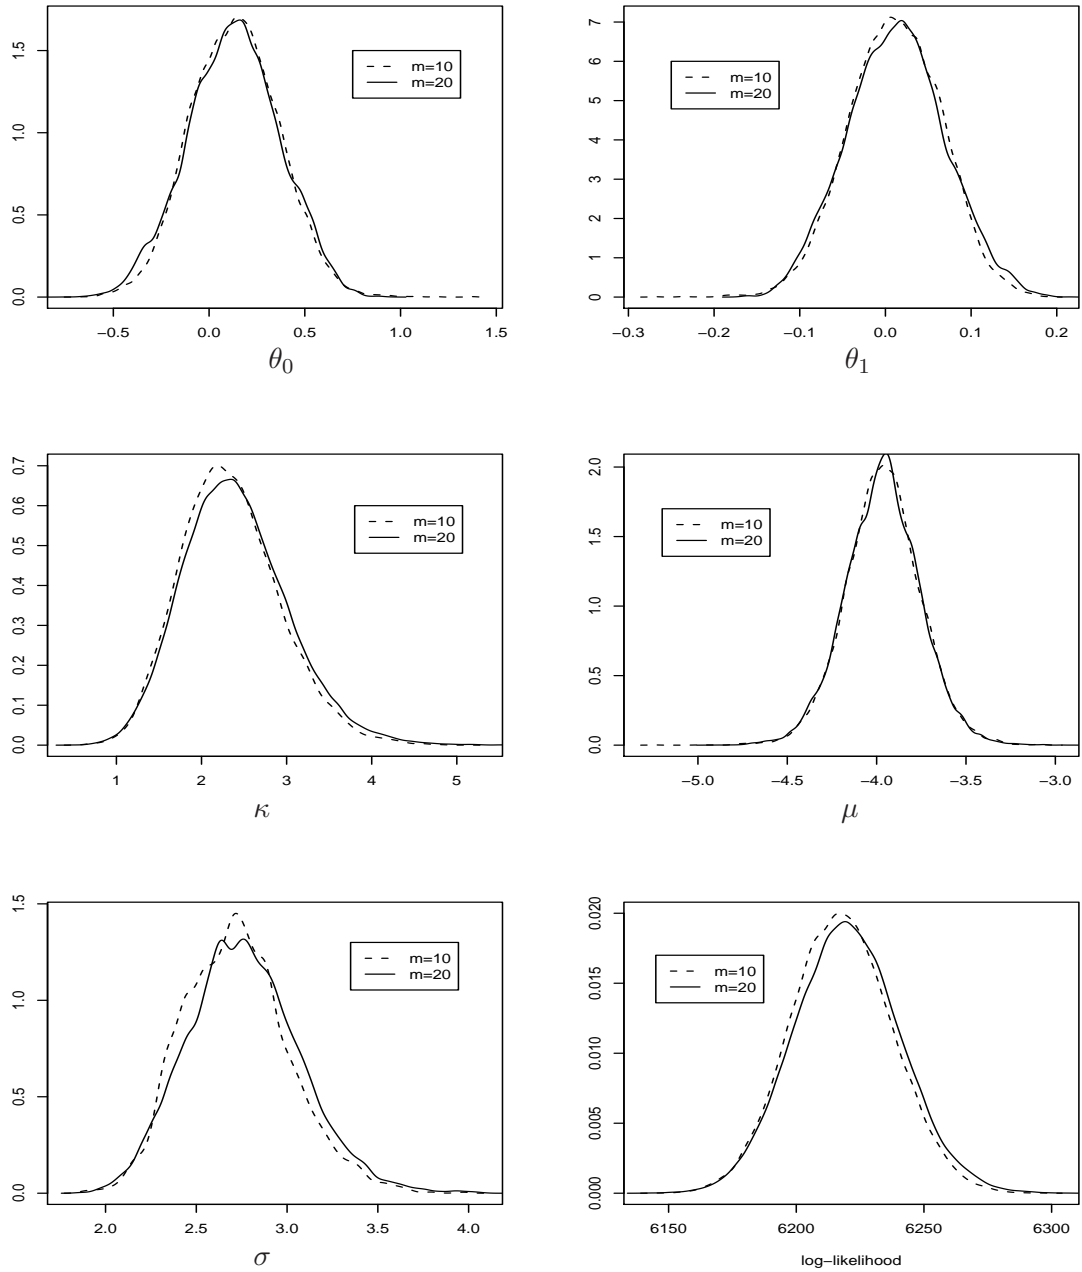 0.0 0.5 1.0 1.5
−0.5 0.0 0.5 1.0 1.5
m=10
m=20
θ0
0 1 2 3 4 5 6 7
−0.3 −0.2 −0.1 0.0 0.1 0.2
m=10
m=20
θ1
0.0 0.1 0.2 0.3 0.4 0.5 0.6 0.7
1 2 3 4 5
m=10
m=20
κ
0.0 0.5 1.0 1.5 2.0
−5.0 −4.5 −4.0 −3.5 −3.0
m=10
m=20
μ
0.0 0.5 1.0 1.5
2.0 2.5 3.0 3.5 4.0
m=10
m=20
σ
0.000 0.005 0.010 0.015 0.020
6150 6200 6250 6300
m=10
m=20
log−likelihood